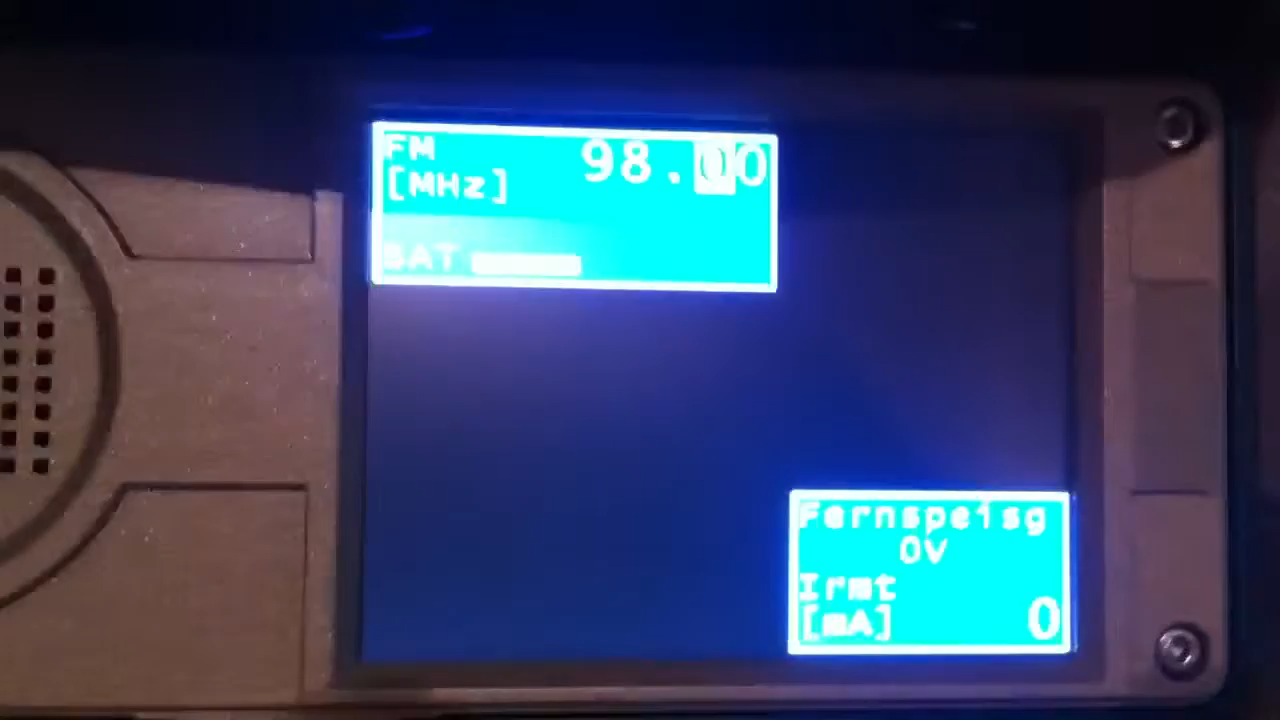 FM 98.00
[MHz]
BAT
Fernspeisg
0V
Irmt
[mA] 0